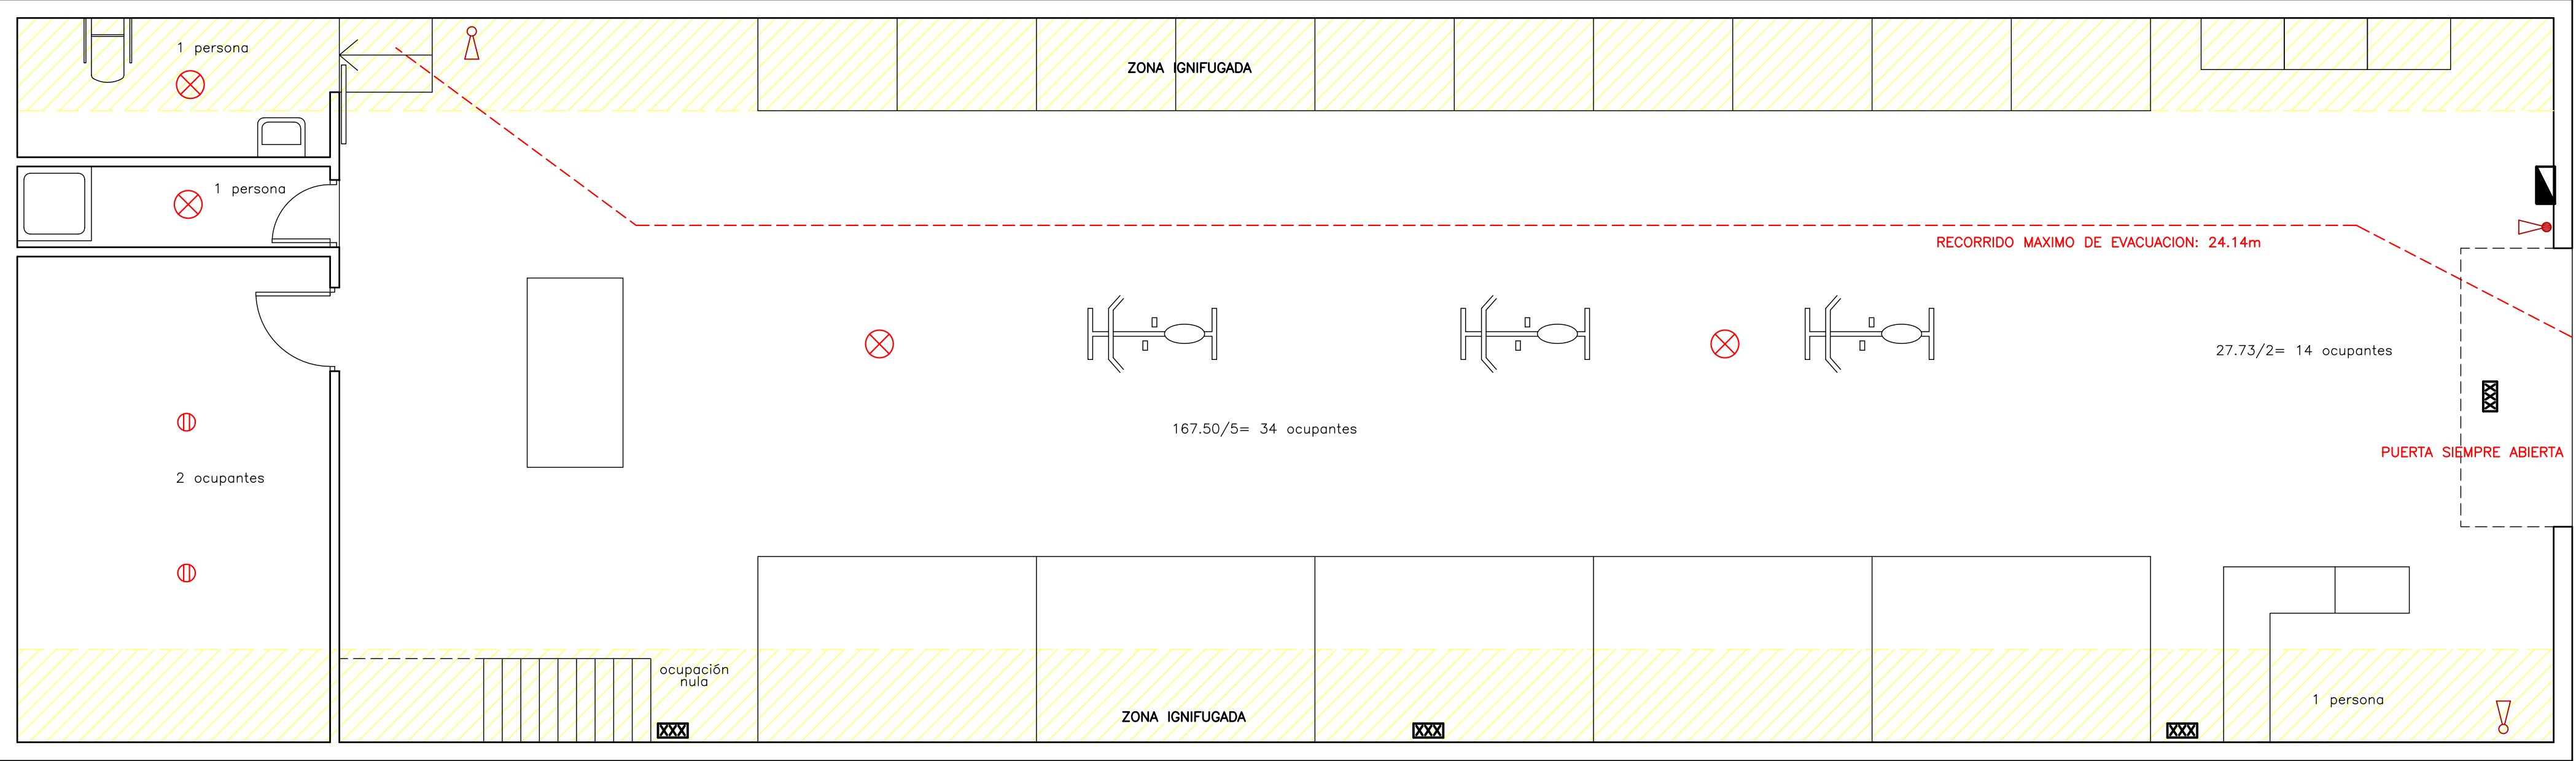 1 persona
ZONA IGNIFUGADA
1 persona
RECORRIDO MAXIMO DE EVACUACION: 24.14m
27.73/2= 14 ocupantes
167.50/5= 34 ocupantes
PUERTA SIEMPRE ABIERTA
2 ocupantes
ocupación
nula
1 persona
ZONA IGNIFUGADA